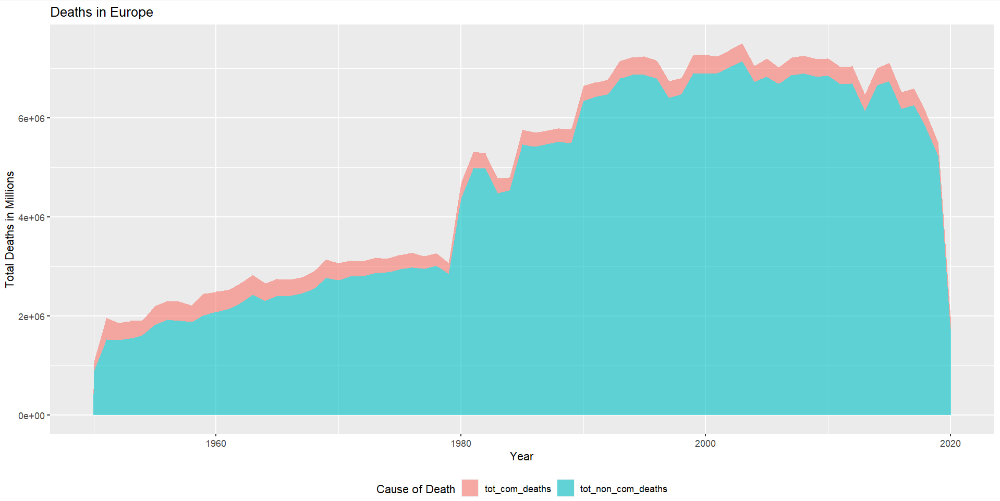 Deaths in Europe
Total Deaths in Millions
6e+06
4e+06
2e+06
0e+00
1960 1980 2000 2020
Year
Cause of Death tot_com_deaths tot_non_com_deaths